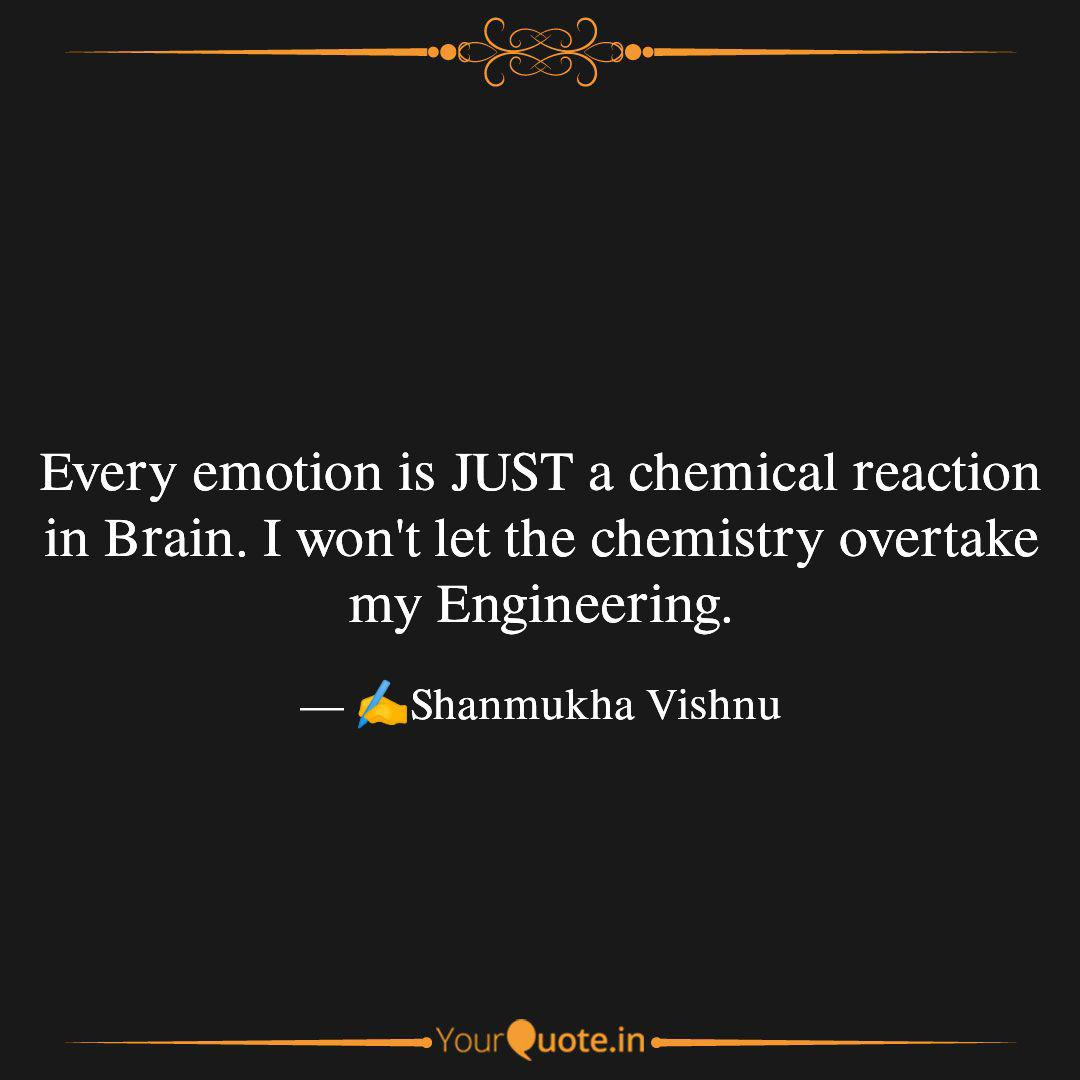 Every emotion is JUST a chemical reaction
in Brain. I won't let the chemistry overtake
my Engineering.
— ✍Shanmukha Vishnu
YourQuote.in